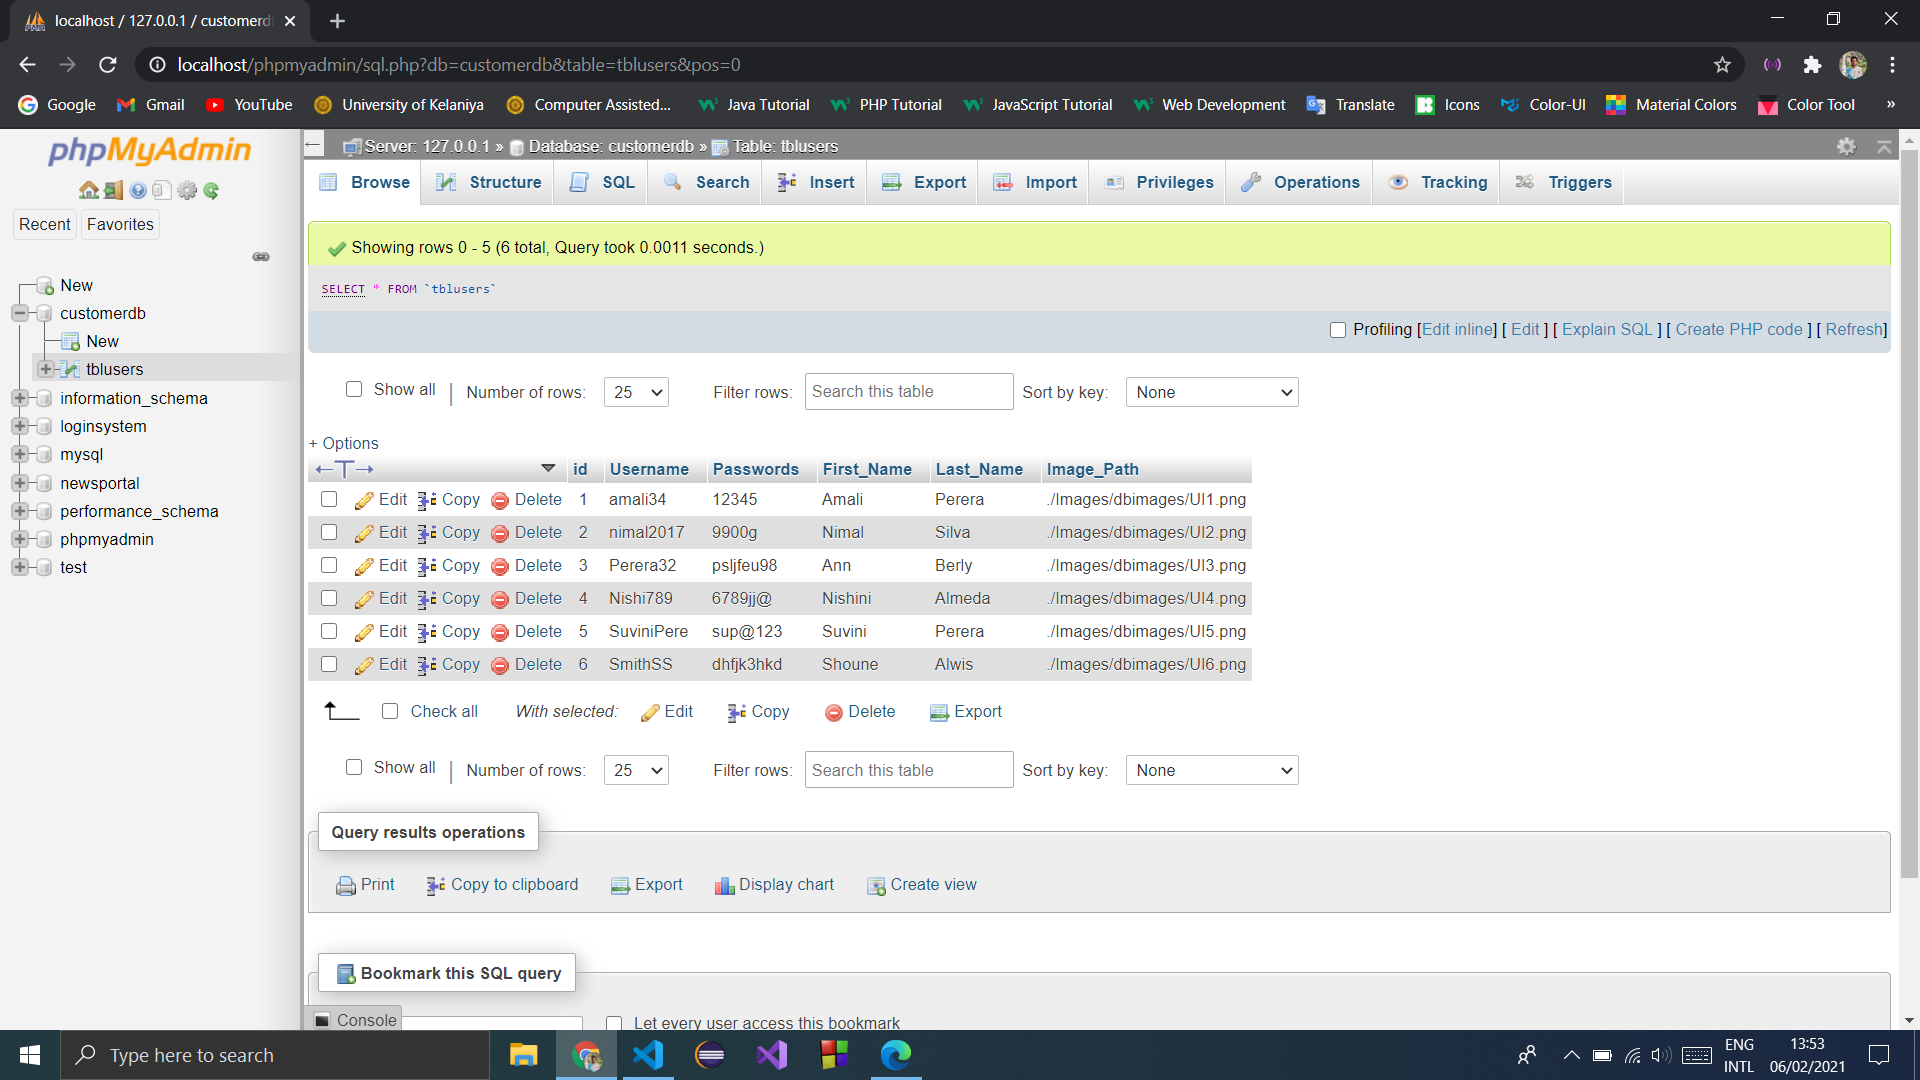 localhost / 127.0.0.1 / customerd
localhost/phpmyadmin/sql.php?db=customerdb&table=tblusers&pos=0
Google Gmail YouTube University of Kelaniya Computer Assisted... Java Tutorial PHP Tutorial JavaScript Tutorial Web Development Translate Icons Color-UI Material Colors Color Tool »
phpMyAdmin
Recent Favorites
New
customerdb
New
tblusers
information_schema
loginsystem
mysql
newsportal
performance_schema
phpmyadmin
test
Server: 127.0.0.1 » Database: customerdb » Table: tblusers
Browse Structure SQL Search Insert Export Import Privileges Operations Tracking Triggers
Showing rows 0 - 5 (6 total, Query took 0.0011 seconds.)
SELECT * FROM `tblusers`
Profiling [Edit inline] [ Edit ] [ Explain SQL ] [ Create PHP code ] [ Refresh]
Show all | Number of rows: 25 Filter rows: Search this table Sort by key: None
+ Options
id Username Passwords First_Name Last_Name Image_Path
Edit Copy Delete 1 amali34 12345 Amali Perera ./Images/dbimages/UI1.png
Edit Copy Delete 2 nimal2017 9900g Nimal Silva ./Images/dbimages/UI2.png
Edit Copy Delete 3 Perera32 psljfeu98 Ann Berly ./Images/dbimages/UI3.png
Edit Copy Delete 4 Nishi789 6789jj@ Nishini Almeda ./Images/dbimages/UI4.png
Edit Copy Delete 5 SuviniPere sup@123 Suvini Perera ./Images/dbimages/UI5.png
Edit Copy Delete 6 SmithSS dhfjk3hkd Shoune Alwis ./Images/dbimages/UI6.png
Check all With selected: Edit Copy Delete Export
Show all | Number of rows: 25 Filter rows: Search this table Sort by key: None
Query results operations
Print Copy to clipboard Export Display chart Create view
Bookmark this SQL query
Console
Let every user access this bookmark
Type here to search
ENG
INTL
13:53
06/02/2021